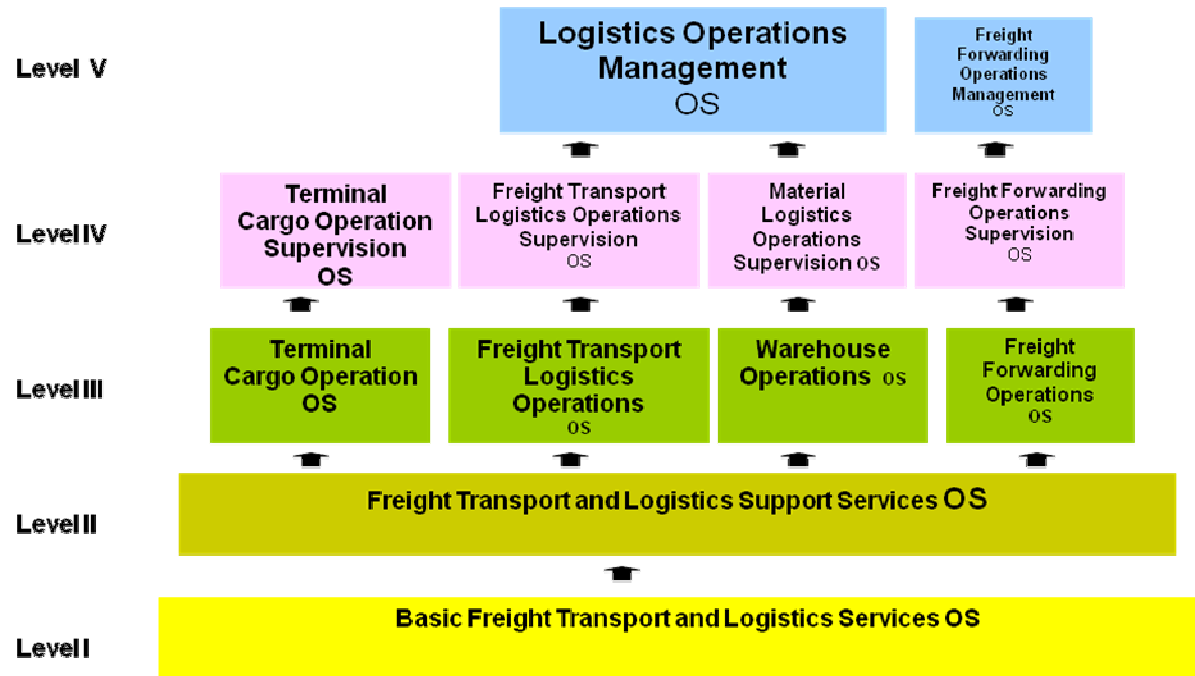 Level V
Logistics Operations
Management
OS
Freight
Forwarding
Operations
Management
OS
Level IV
Terminal
Cargo Operation
Supervision
OS
Freight Transport
Logistics Operations
Supervision
OS
Material
Logistics
Operations
Supervision OS
Freight Forwarding
Operations
Supervision
OS
Level III
Terminal
Cargo Operation
OS
Freight Transport
Logistics
Operations
OS
Warehouse
Operations OS
Freight
Forwarding
Operations
OS
Level II
Freight Transport and Logistics Support Services OS
Level I
Basic Freight Transport and Logistics Services OS